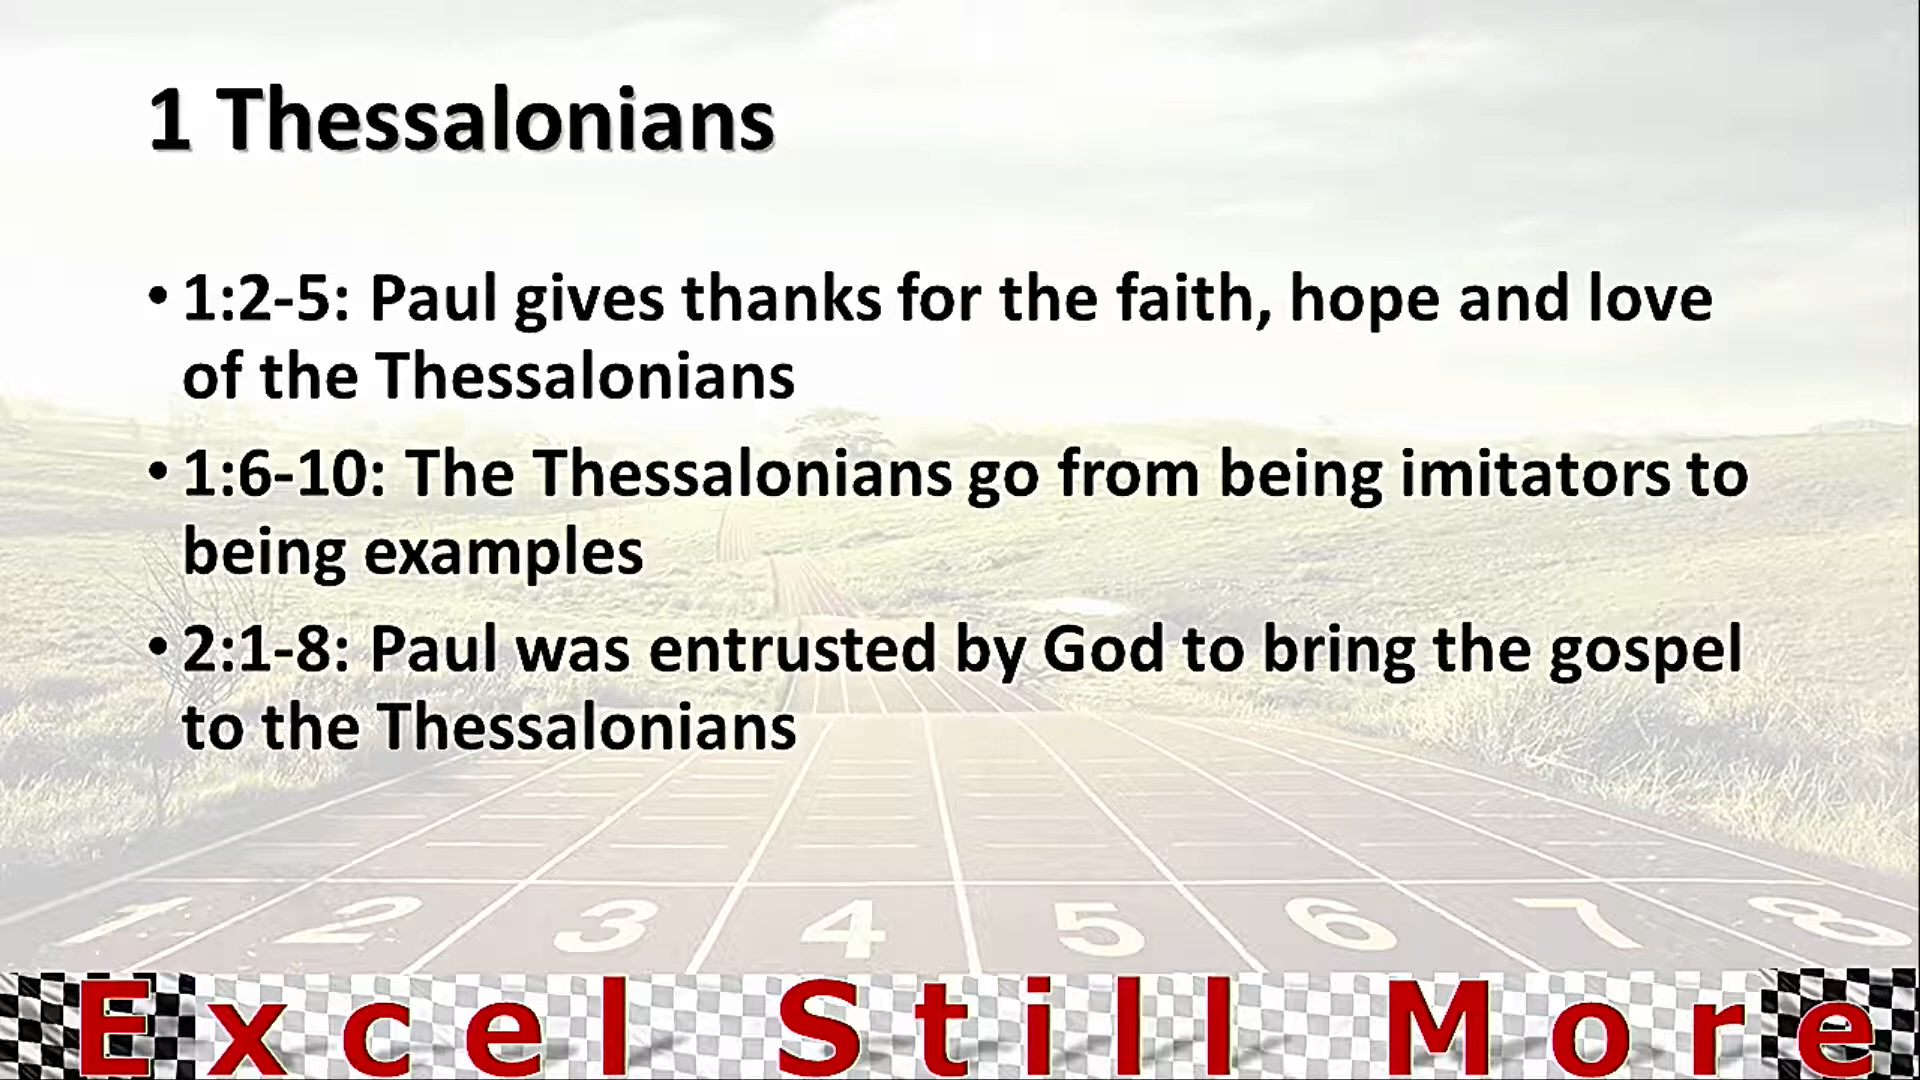 1 Thessalonians
• 1:2-5: Paul gives thanks for the faith, hope and love
of the Thessalonians
• 1:6-10: The Thessalonians go from being imitators to
being examples
• 2:1-8: Paul was entrusted by God to bring the gospel
to the Thessalonians
1 2 3 4 5 6 7 8
Excel Still More